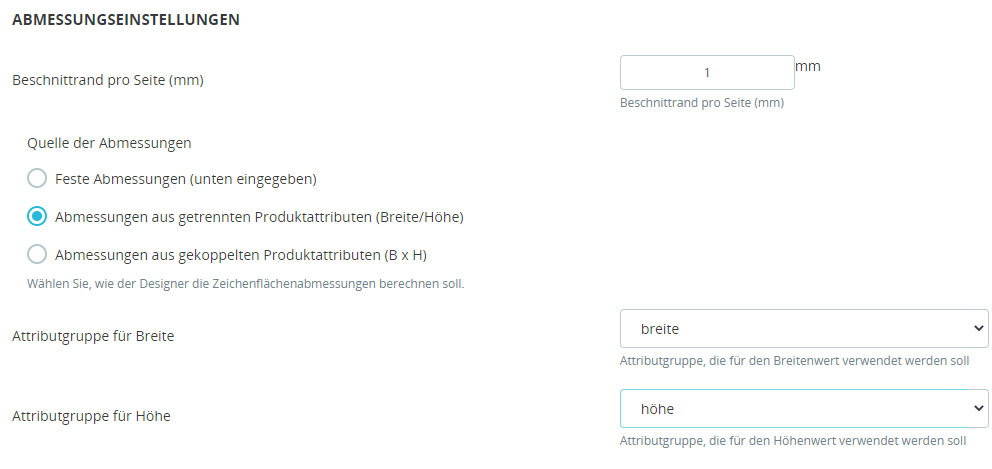 ABMESSUNGSEINSTELLUNGEN
Beschnittrand pro Seite (mm)
1
mm
Beschnittrand pro Seite (mm)
Quelle der Abmessungen
Feste Abmessungen (unten eingegeben)
Abmessungen aus getrennten Produktattributen (Breite/Höhe)
Abmessungen aus gekoppelten Produktattributen (B x H)
Wählen Sie, wie der Designer die Zeichenflächenabmessungen berechnen soll.
Attributgruppe für Breite
breite
Attributgruppe, die für den Breitenwert verwendet werden soll
Attributgruppe für Höhe
höhe
Attributgruppe, die für den Höhenwert verwendet werden soll